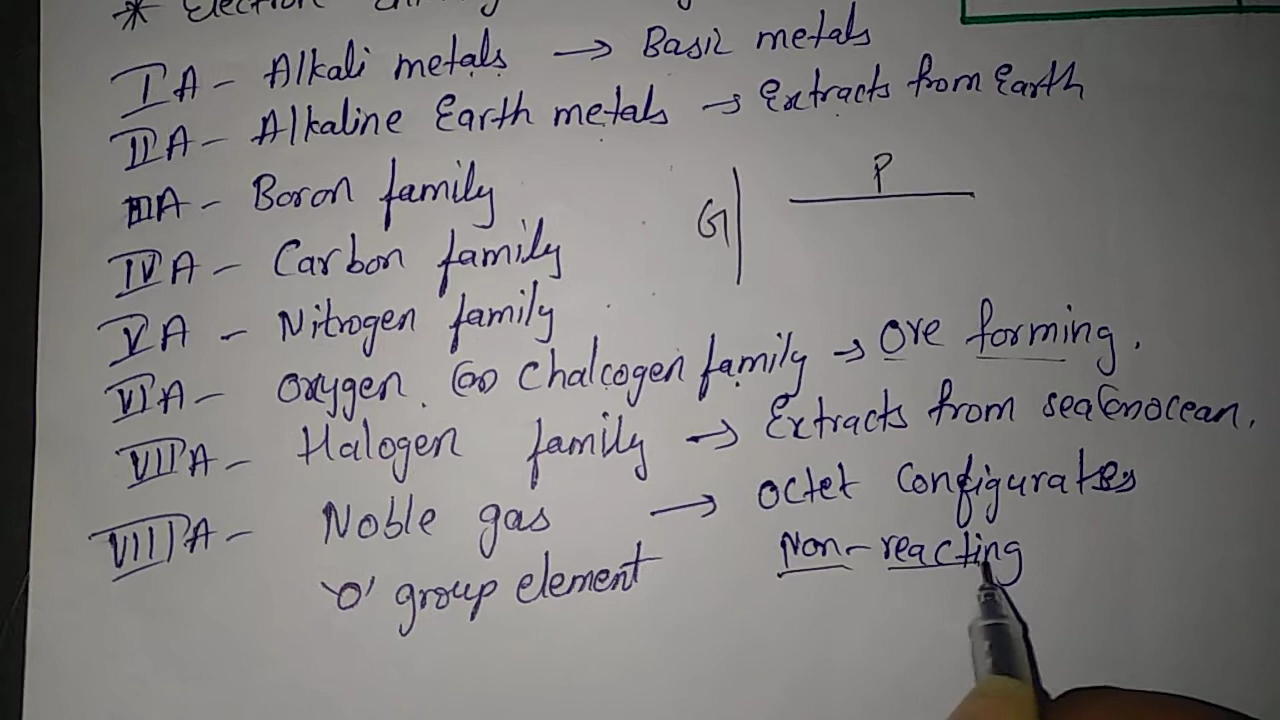 * Election
IA - Alkali metals → Basic metals
IIA - Alkaline Earth metals → Extracts from Earth
IIIA - Boron family
G P
IVA - Carbon family
VA - Nitrogen family
VIA - Oxygen (or) Chalcogen family → Ore forming.
VIIA - Halogen family → Extracts from sea (or) ocean.
VIIIA - Noble gas → Octet configurates
'O' group element Non-reacting